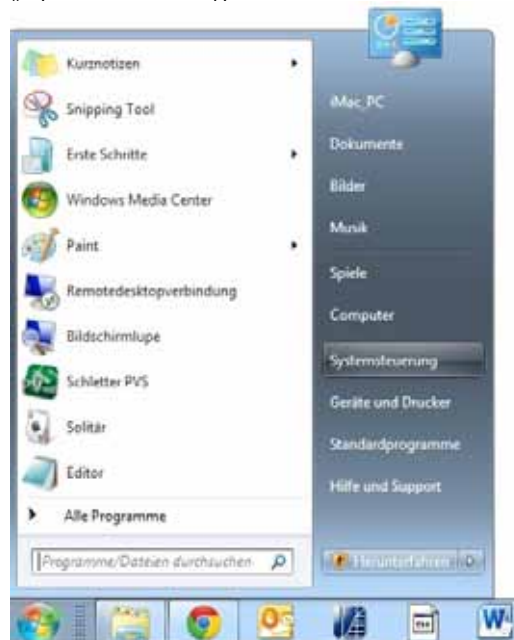 Kurznotizen
Snipping Tool
Erste Schritte
Windows Media Center
Paint
Remotedesktopverbindung
Bildschirmlupe
Schletter PVS
Solitär
Editor
Alle Programme
Programme/Dateien durchsuchen
iMac_PC
Dokumente
Bilder
Musik
Spiele
Computer
Systemsteuerung
Geräte und Drucker
Standardprogramme
Hilfe und Support
Herunterfahren
W